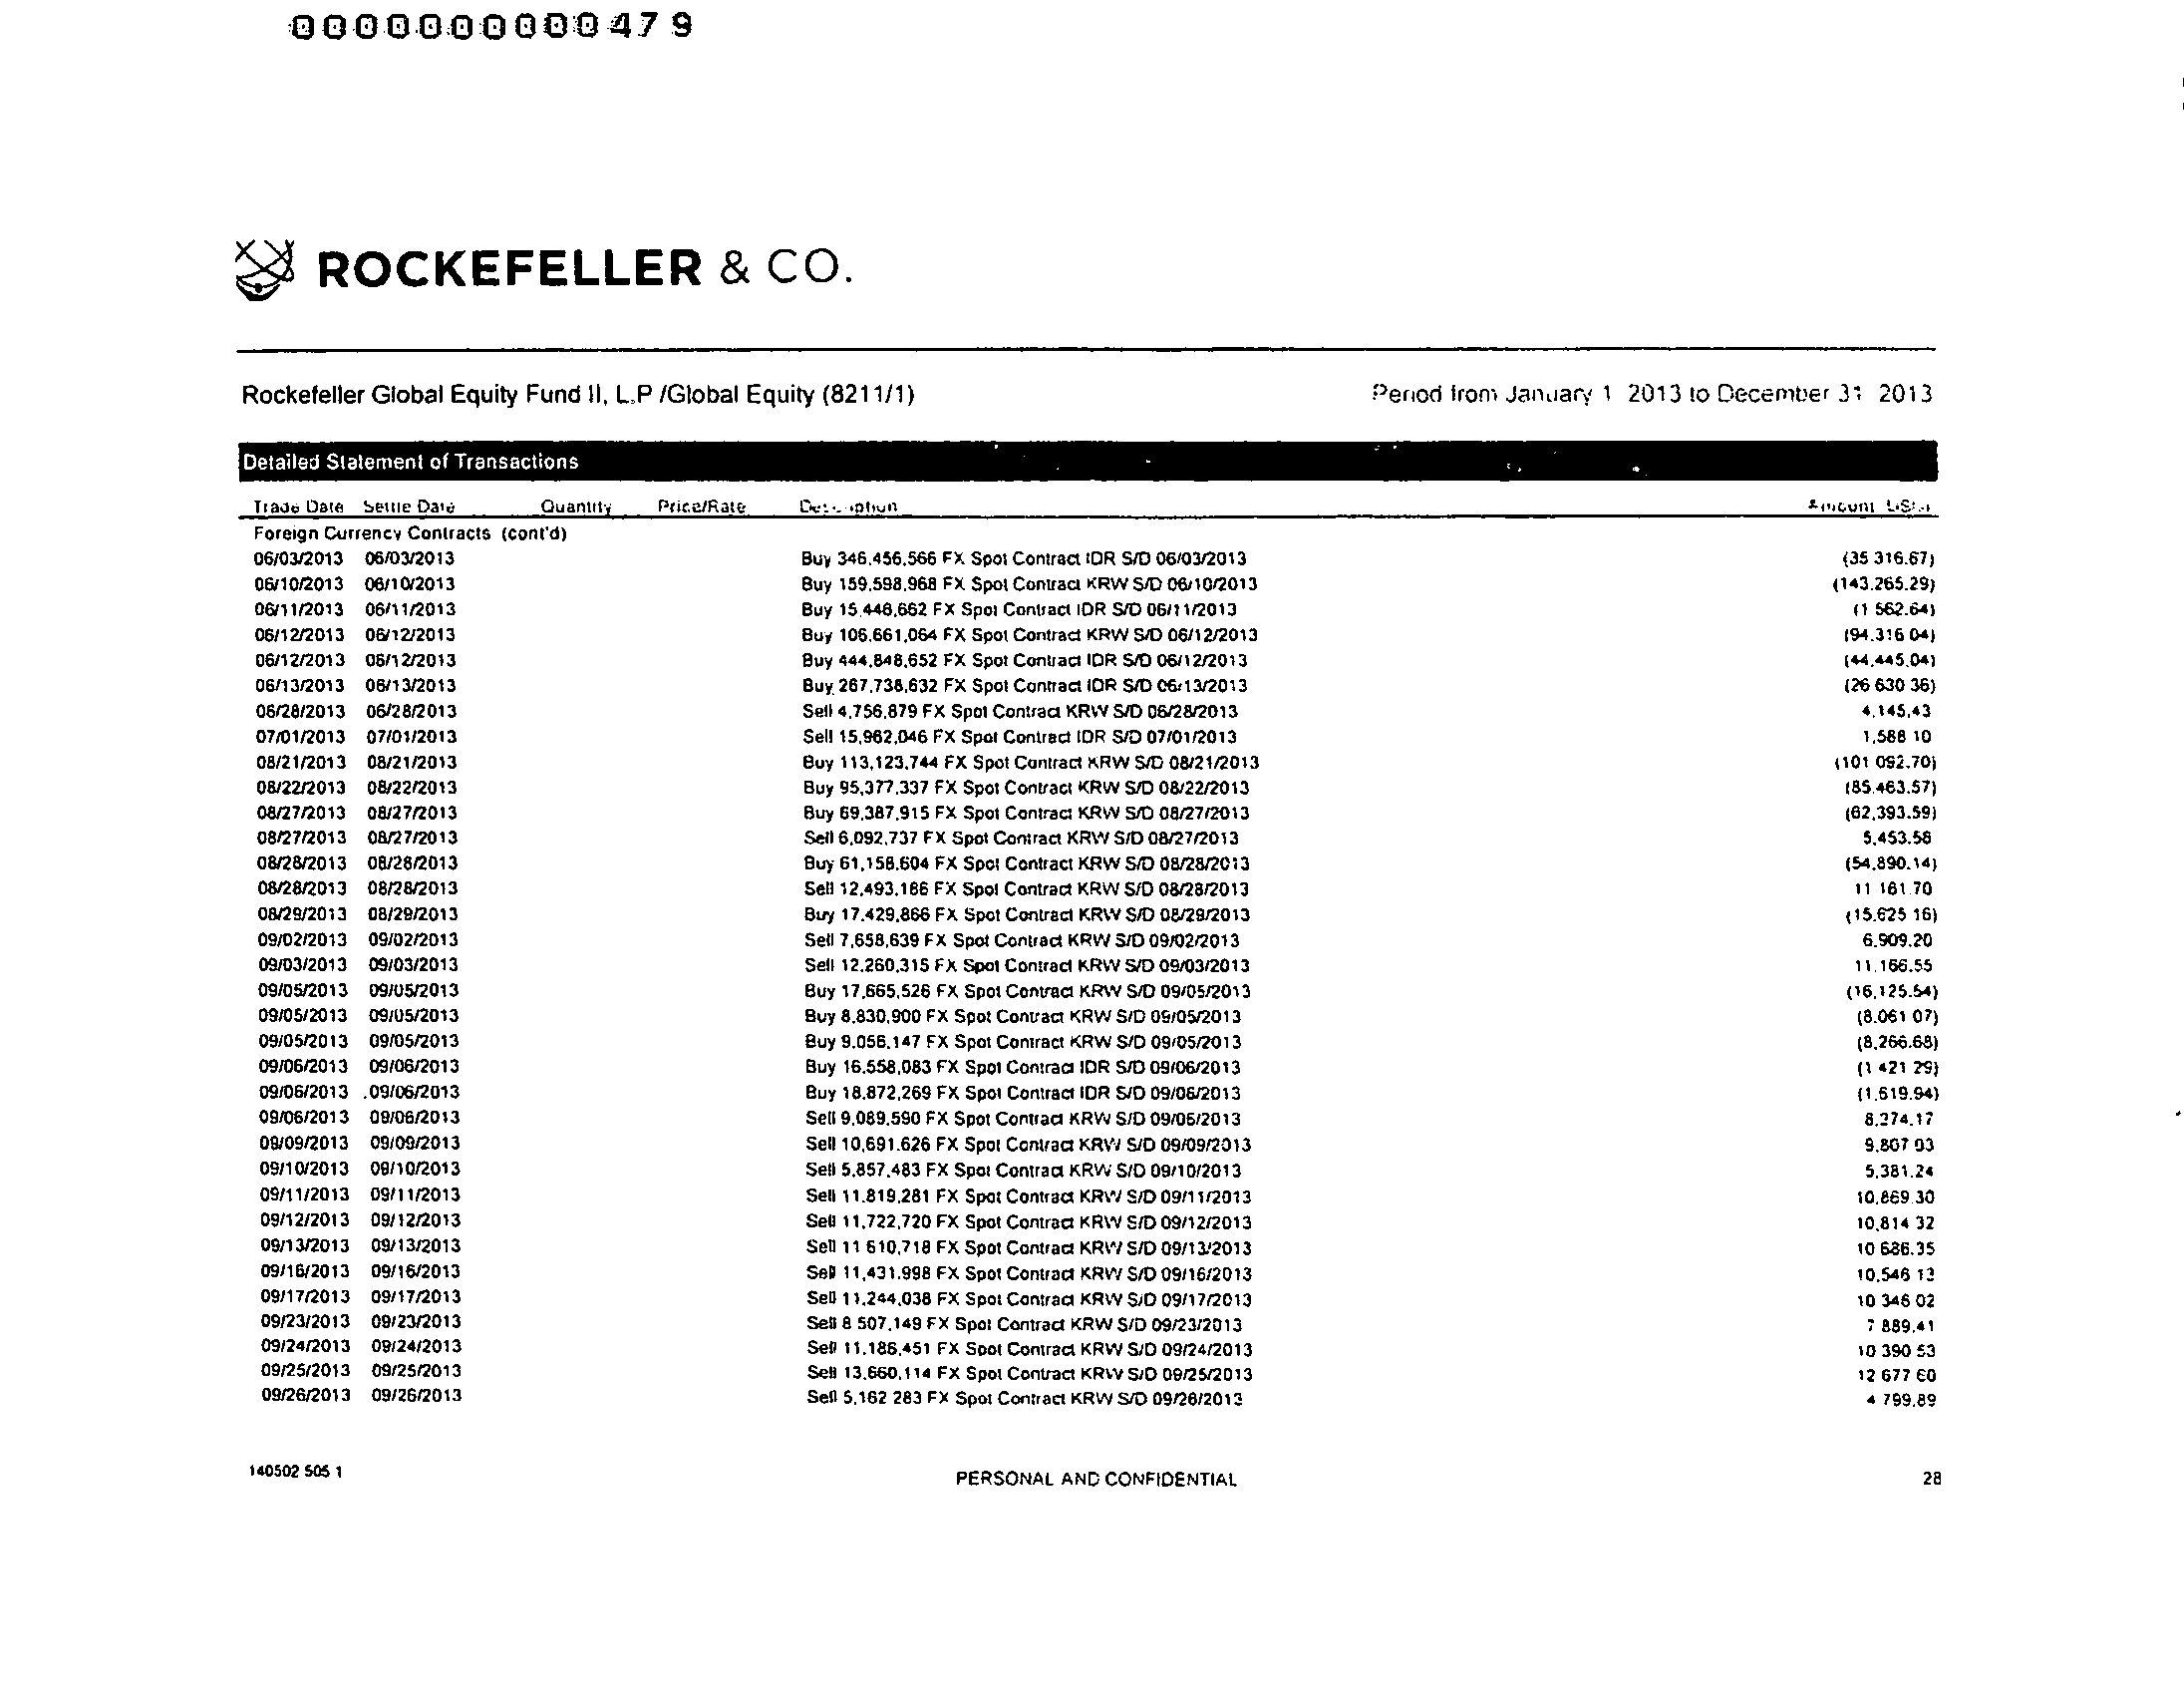 0000000000479
ROCKEFELLER & CO.
Rockefeller Global Equity Fund II, L.P /Global Equity (8211/1) Period from January 1 2013 to December 31 2013
Detailed Statement of Transactions
Trade Date Settle Date Quantity Price/Rate Description Amount US
Foreign Currency Contracts (cont'd)
06/03/2013 06/03/2013 Buy 346,456,566 FX Spot Contract IDR S/D 06/03/2013 (35 316.67)
06/10/2013 06/10/2013 Buy 159,598,968 FX Spot Contract KRW S/D 06/10/2013 (143.265.29)
06/11/2013 06/11/2013 Buy 15,448,662 FX Spot Contract IDR S/D 06/11/2013 (1 562.64)
06/12/2013 06/12/2013 Buy 106,661,064 FX Spot Contract KRW S/D 06/12/2013 (94.316 04)
06/12/2013 06/12/2013 Buy 444,848,652 FX Spot Contract IDR S/D 06/12/2013 (44,445.04)
06/13/2013 06/13/2013 Buy 267,738,632 FX Spot Contract IDR S/D 06/13/2013 (26 630 36)
06/28/2013 06/28/2013 Sell 4,756,879 FX Spot Contract KRW S/D 06/28/2013 4,145.43
07/01/2013 07/01/2013 Sell 15,962,046 FX Spot Contract IDR S/D 07/01/2013 1,588 10
08/21/2013 08/21/2013 Buy 113,123,744 FX Spot Contract KRW S/D 08/21/2013 (101 092.70)
08/22/2013 08/22/2013 Buy 95,377,337 FX Spot Contract KRW S/D 08/22/2013 (85.463.57)
08/27/2013 08/27/2013 Buy 69,387,915 FX Spot Contract KRW S/D 08/27/2013 (62,393.59)
08/27/2013 08/27/2013 Sell 6,092,737 FX Spot Contract KRW S/D 08/27/2013 5,453.58
08/28/2013 08/28/2013 Buy 61,158,604 FX Spot Contract KRW S/D 08/28/2013 (54,890.14)
08/28/2013 08/28/2013 Sell 12,493,186 FX Spot Contract KRW S/D 08/28/2013 11 161.70
08/29/2013 08/29/2013 Buy 17,429,866 FX Spot Contract KRW S/D 08/29/2013 (15,625 16)
09/02/2013 09/02/2013 Sell 7,658,639 FX Spot Contract KRW S/D 09/02/2013 6,909.20
09/03/2013 09/03/2013 Sell 12,260,315 FX Spot Contract KRW S/D 09/03/2013 11,166.55
09/05/2013 09/05/2013 Buy 17,665,526 FX Spot Contract KRW S/D 09/05/2013 (16,125.54)
09/05/2013 09/05/2013 Buy 8,830,900 FX Spot Contract KRW S/D 09/05/2013 (8.061 07)
09/05/2013 09/05/2013 Buy 9,056,147 FX Spot Contract KRW S/D 09/05/2013 (8,266.68)
09/06/2013 09/06/2013 Buy 16,558,083 FX Spot Contract IDR S/D 09/06/2013 (1 421 29)
09/06/2013 09/06/2013 Buy 18,872,269 FX Spot Contract IDR S/D 09/06/2013 (1,619.94)
09/06/2013 09/06/2013 Sell 9,089,590 FX Spot Contract KRW S/D 09/06/2013 8,274.17
09/09/2013 09/09/2013 Sell 10,691,626 FX Spot Contract KRW S/D 09/09/2013 9,807 03
09/10/2013 09/10/2013 Sell 5,857,483 FX Spot Contract KRW S/D 09/10/2013 5,381.24
09/11/2013 09/11/2013 Sell 11,819,281 FX Spot Contract KRW S/D 09/11/2013 10,869.30
09/12/2013 09/12/2013 Sell 11,722,720 FX Spot Contract KRW S/D 09/12/2013 10,814 32
09/13/2013 09/13/2013 Sell 11 610,718 FX Spot Contract KRW S/D 09/13/2013 10 686.35
09/16/2013 09/16/2013 Sell 11,431,998 FX Spot Contract KRW S/D 09/16/2013 10,546 13
09/17/2013 09/17/2013 Sell 11,244,038 FX Spot Contract KRW S/D 09/17/2013 10 346 02
09/23/2013 09/23/2013 Sell 8 507,149 FX Spot Contract KRW S/D 09/23/2013 7 889.41
09/24/2013 09/24/2013 Sell 11,186,451 FX Spot Contract KRW S/D 09/24/2013 10 390 53
09/25/2013 09/25/2013 Sell 13,660,114 FX Spot Contract KRW S/D 09/25/2013 12 677 60
09/26/2013 09/26/2013 Sell 5,162 283 FX Spot Contract KRW S/D 09/26/2013 4 799.89
140502 505 1 PERSONAL AND CONFIDENTIAL 28